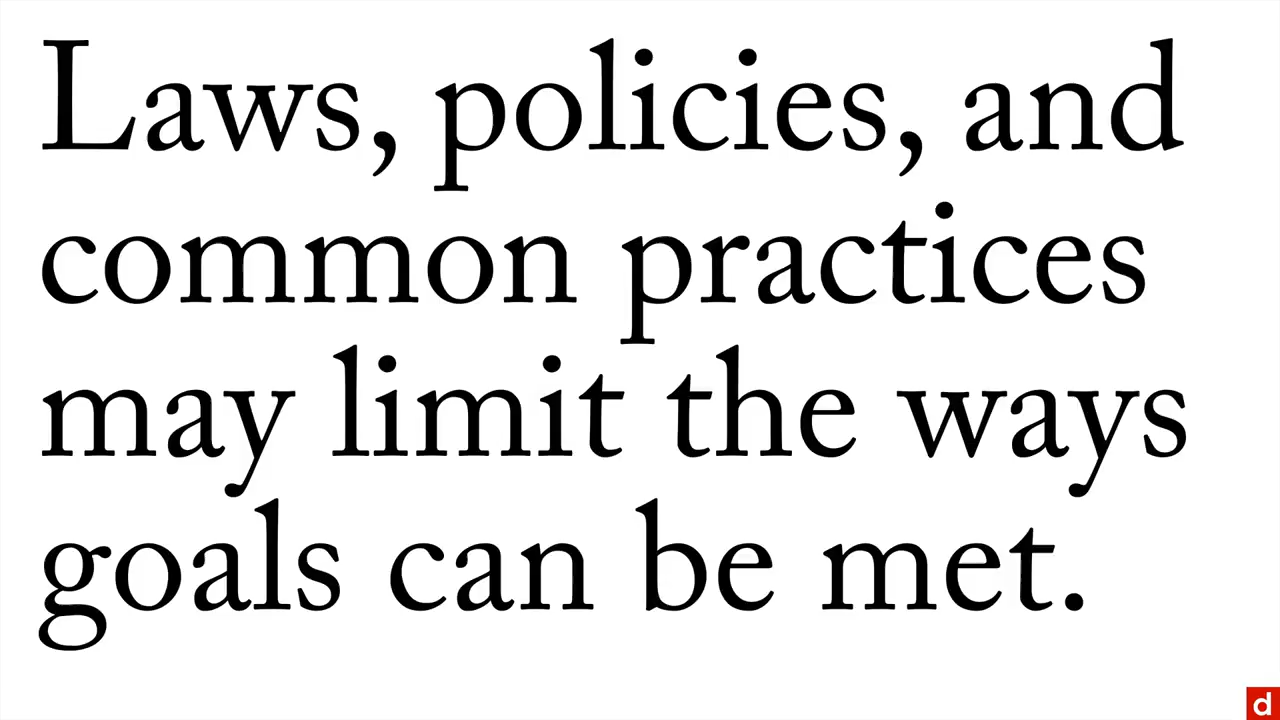 Laws, policies, and
common practices
may limit the ways
goals can be met.
d